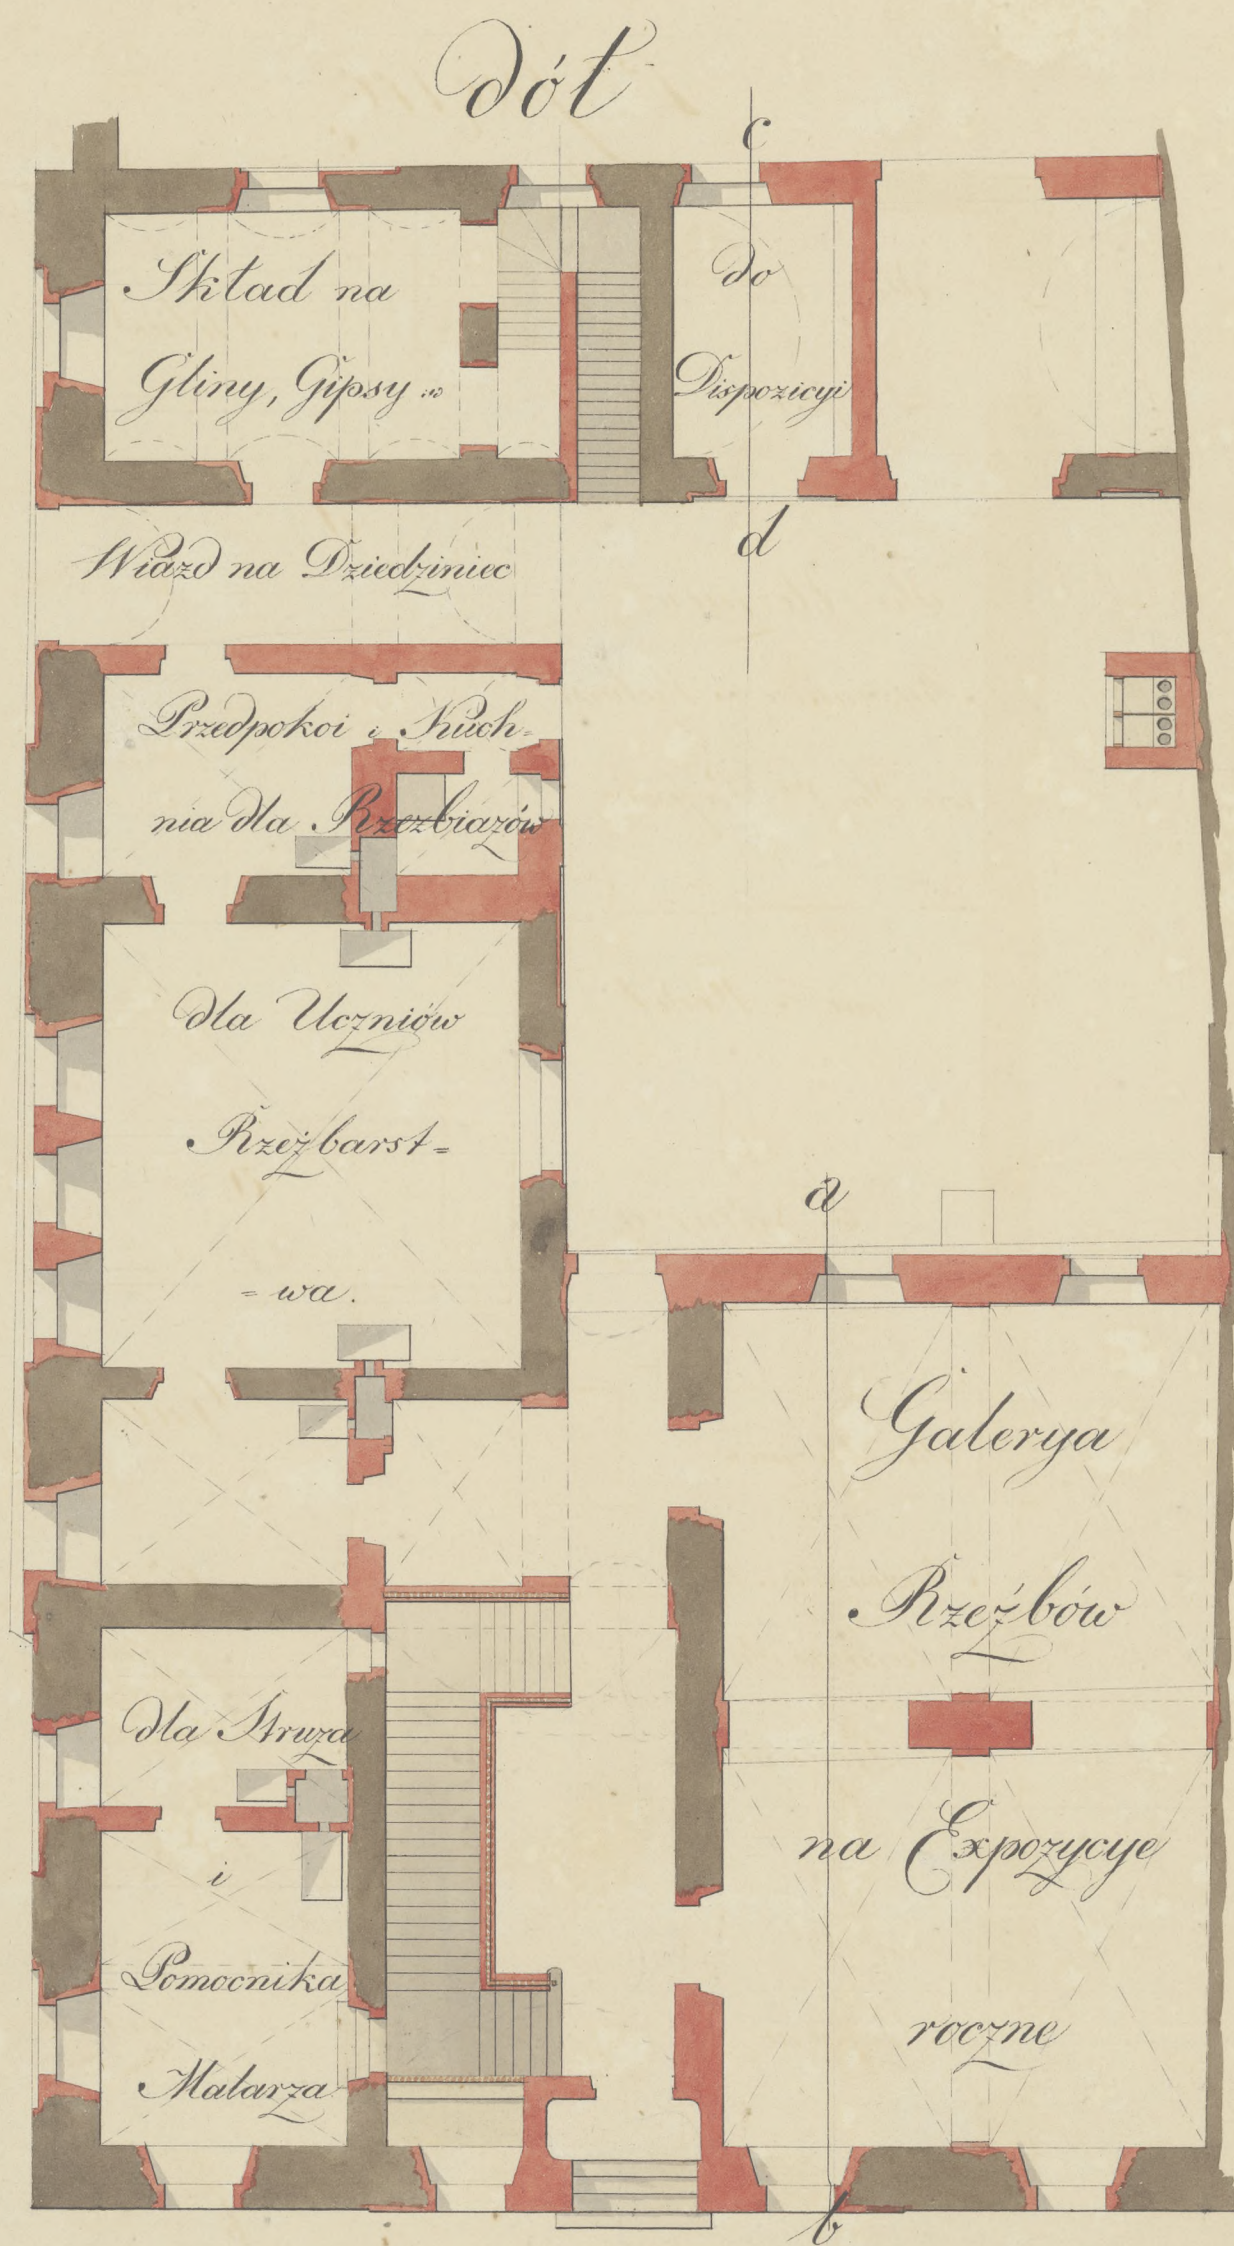 dół
c
Skład na
Gliny, Gipsy
do
Dispozicyi
d
Wiazd na Dziedziniec
Przedpokoi i Kuch-
nia dla Rzezbiazów
dla Uczniów
Rzeźbarst=
= wa.
a
Galerya
Rzeźbów
na Expozycye
roczne
dla Struza
i
Pomocnika
Malarza
b